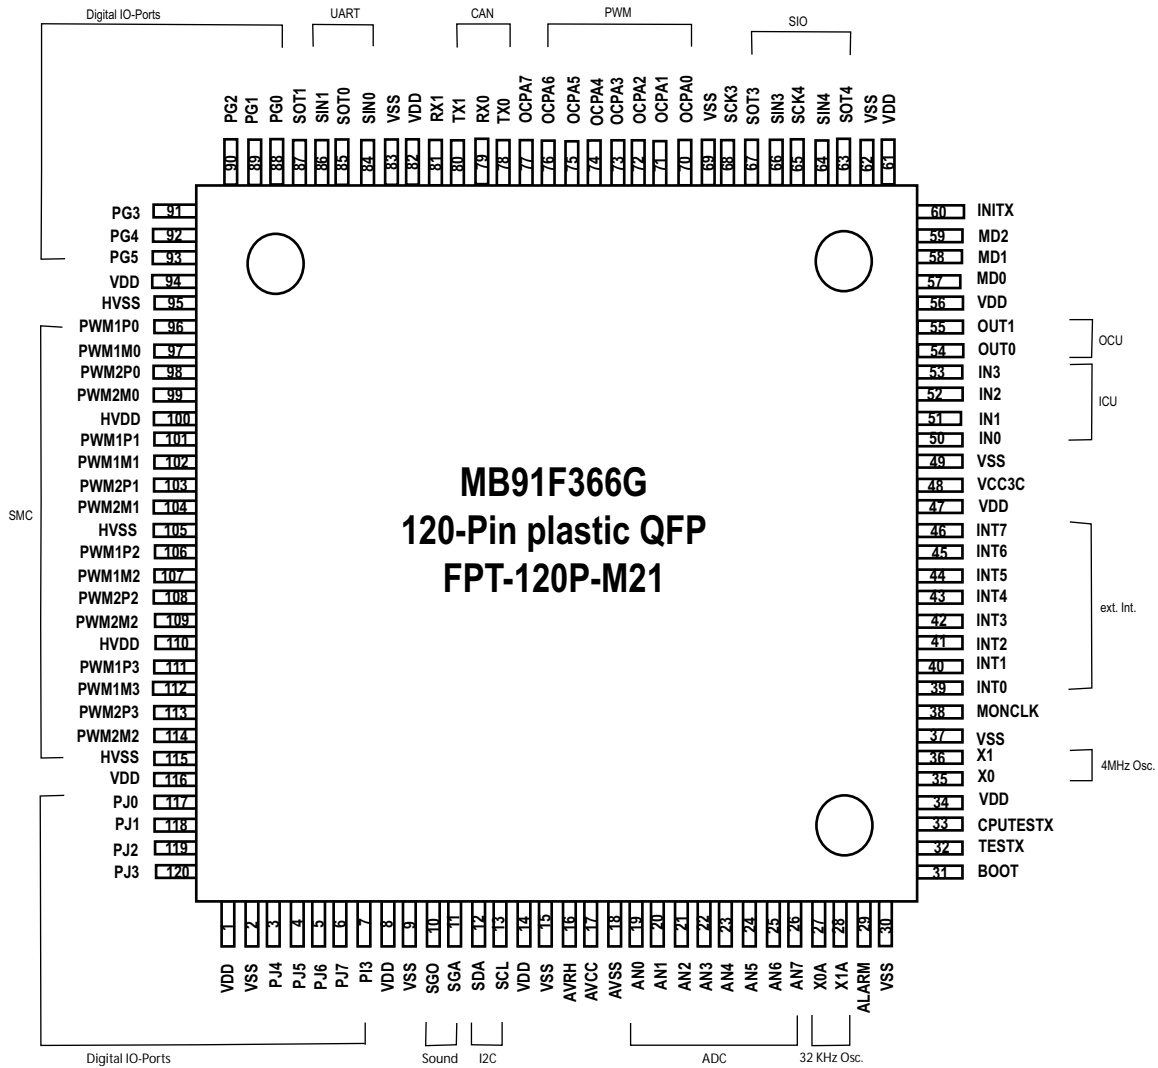 Digital IO-Ports
UART
CAN
PWM
SIO
PG2
PG1
PG0
SOT1
SIN1
SOT0
SIN0
VSS
VDD
RX1
TX1
RX0
TX0
OCPA7
OCPA6
OCPA5
OCPA4
OCPA3
OCPA2
OCPA1
OCPA0
VSS
SCK3
SOT3
SIN3
SCK4
SIN4
SOT4
VSS
VDD
90
89
88
87
86
85
84
83
82
81
80
79
78
77
76
75
74
73
72
71
70
69
68
67
66
65
64
63
62
61
PG3 91
PG4 92
PG5 93
VDD 94
HVSS 95
PWM1P0 96
PWM1M0 97
PWM2P0 98
PWM2M0 99
HVDD 100
PWM1P1 101
PWM1M1 102
PWM2P1 103
PWM2M1 104
HVSS 105
PWM1P2 106
PWM1M2 107
PWM2P2 108
PWM2M2 109
HVDD 110
PWM1P3 111
PWM1M3 112
PWM2P3 113
PWM2M2 114
HVSS 115
VDD 116
PJ0 117
PJ1 118
PJ2 119
PJ3 120
SMC
MB91F366G
120-Pin plastic QFP
FPT-120P-M21
60 INITX
59 MD2
58 MD1
57 MD0
56 VDD
55 OUT1
54 OUT0
53 IN3
52 IN2
51 IN1
50 IN0
49 VSS
48 VCC3C
47 VDD
46 INT7
45 INT6
44 INT5
43 INT4
42 INT3
41 INT2
40 INT1
39 INT0
38 MONCLK
37 VSS
36 X1
35 X0
34 VDD
33 CPUTESTX
32 TESTX
31 BOOT
OCU
ICU
ext. Int.
4MHz Osc.
1
2
3
4
5
6
7
8
9
10
11
12
13
14
15
16
17
18
19
20
21
22
23
24
25
26
27
28
29
30
VDD
VSS
PJ4
PJ5
PJ6
PJ7
PI3
VDD
VSS
SGO
SGA
SDA
SCL
VDD
VSS
AVRH
AVCC
AVSS
AN0
AN1
AN2
AN3
AN4
AN5
AN6
AN7
X0A
X1A
ALARM
VSS
Digital IO-Ports
Sound
I2C
ADC
32 KHz Osc.